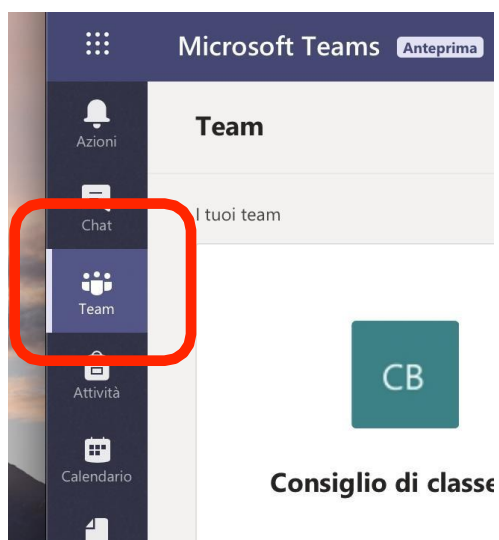 Microsoft Teams Anteprima
Azioni
Team
Chat
I tuoi team
Team
Attività
CB
Calendario
Consiglio di classe